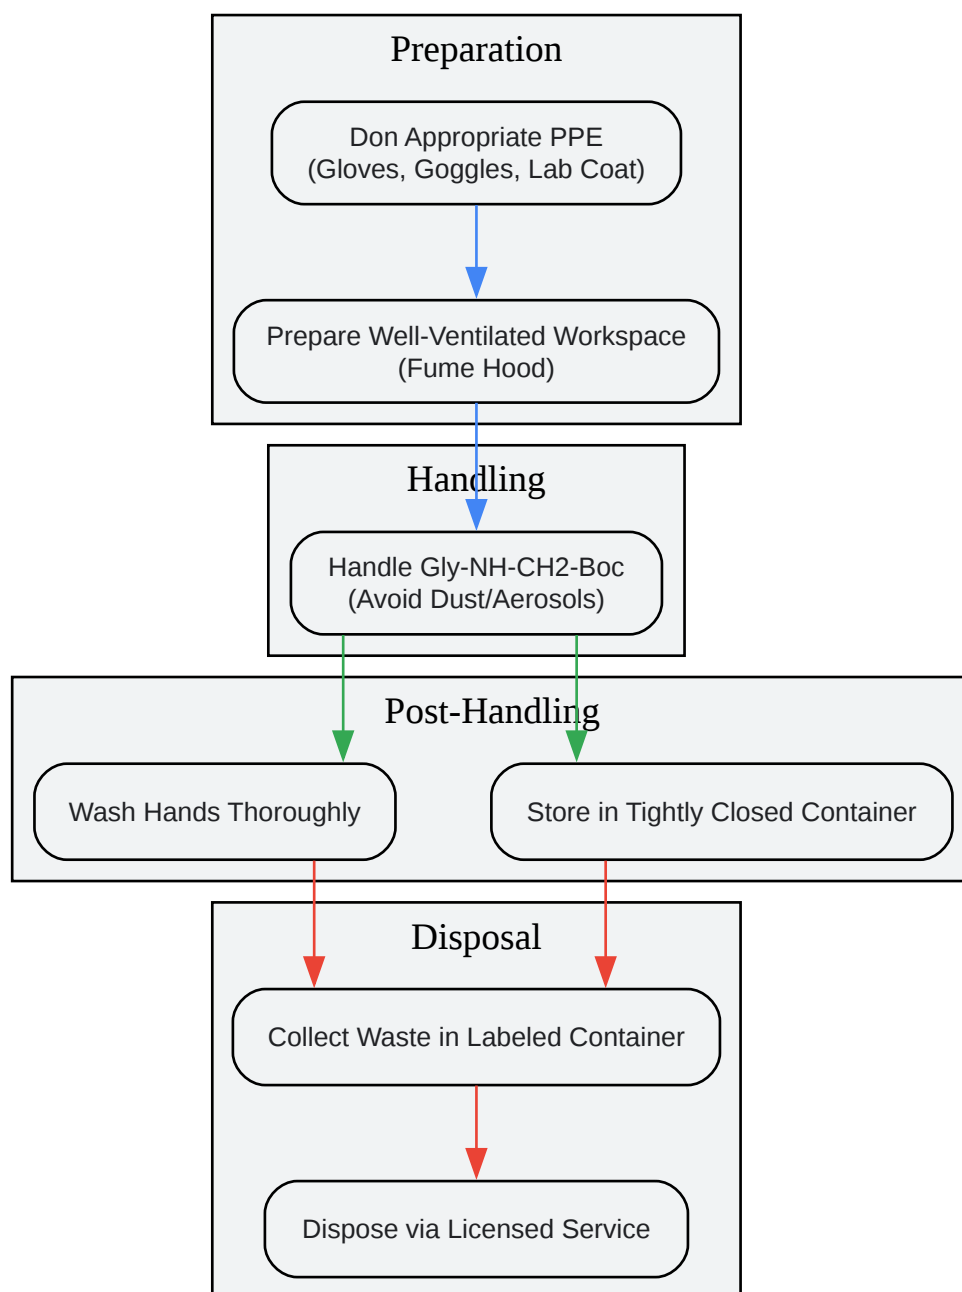 Preparation
Don Appropriate PPE
(Gloves, Goggles, Lab Coat)
Prepare Well-Ventilated Workspace
(Fume Hood)
Handling
Handle Gly-NH-CH2-Boc
(Avoid Dust/Aerosols)
Post-Handling
Wash Hands Thoroughly
Store in Tightly Closed Container
Disposal
Collect Waste in Labeled Container
Dispose via Licensed Service